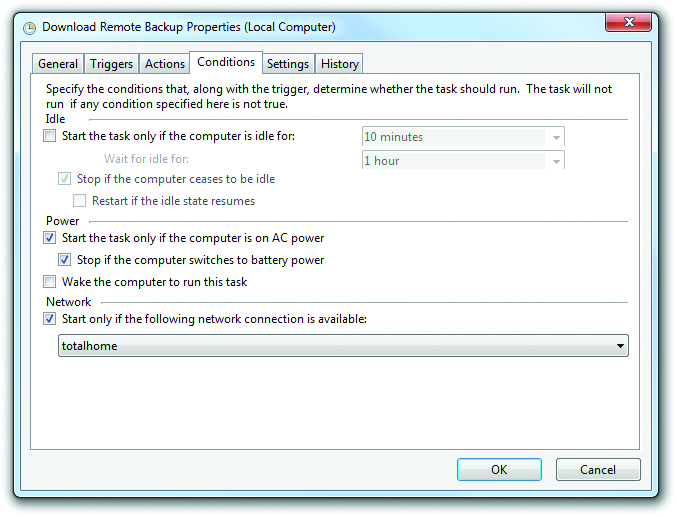 Download Remote Backup Properties (Local Computer)
General Triggers Actions Conditions Settings History
Specify the conditions that, along with the trigger, determine whether the task should run. The task will not
run if any condition specified here is not true.
Idle
Start the task only if the computer is idle for: 10 minutes
Wait for idle for: 1 hour
Stop if the computer ceases to be idle
Restart if the idle state resumes
Power
Start the task only if the computer is on AC power
Stop if the computer switches to battery power
Wake the computer to run this task
Network
Start only if the following network connection is available:
totalhome
OK Cancel